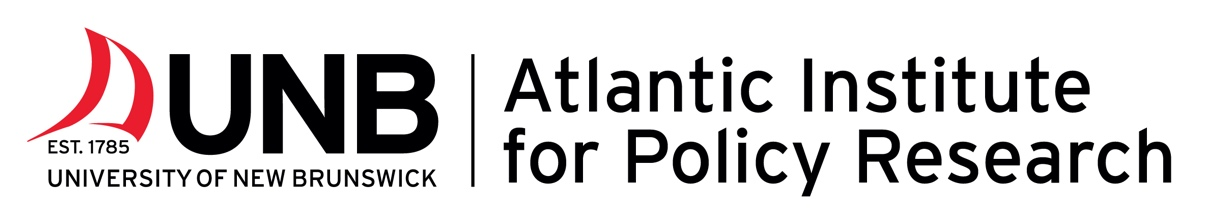 UNB
EST. 1785
UNIVERSITY OF NEW BRUNSWICK
Atlantic Institute
for Policy Research